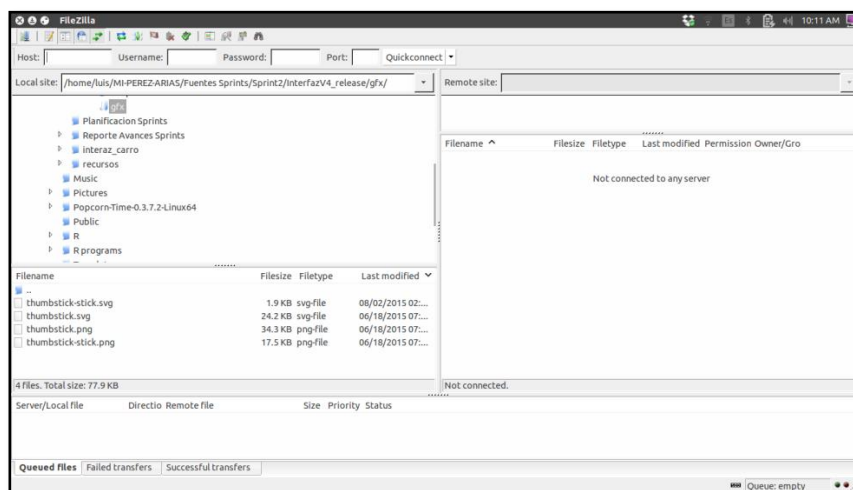 FileZilla Es 10:11 AM
Host: Username: Password: Port: Quickconnect
Local site: /home/luis/MI-PEREZ-ARIAS/Fuentes Sprints/Sprint2/InterfazV4_release/gfx/ Remote site:
gfx
Planificacion Sprints
Reporte Avances Sprints
interaz_carro
recursos
Music
Pictures
Popcorn-Time-0.3.7.2-Linux64
Public
R
R programs
Filename Filesize Filetype Last modified Permission Owner/Gro
Not connected to any server
Filename Filesize Filetype Last modified
..
thumbstick-stick.svg 1.9 KB svg-file 08/02/2015 02:...
thumbstick.svg 24.2 KB svg-file 06/18/2015 07:...
thumbstick.png 34.3 KB png-file 06/18/2015 07:...
thumbstick-stick.png 17.5 KB png-file 06/18/2015 07:...
4 files. Total size: 77.9 KB Not connected.
Server/Local file Directio Remote file Size Priority Status
Queued files Failed transfers Successful transfers
Queue: empty